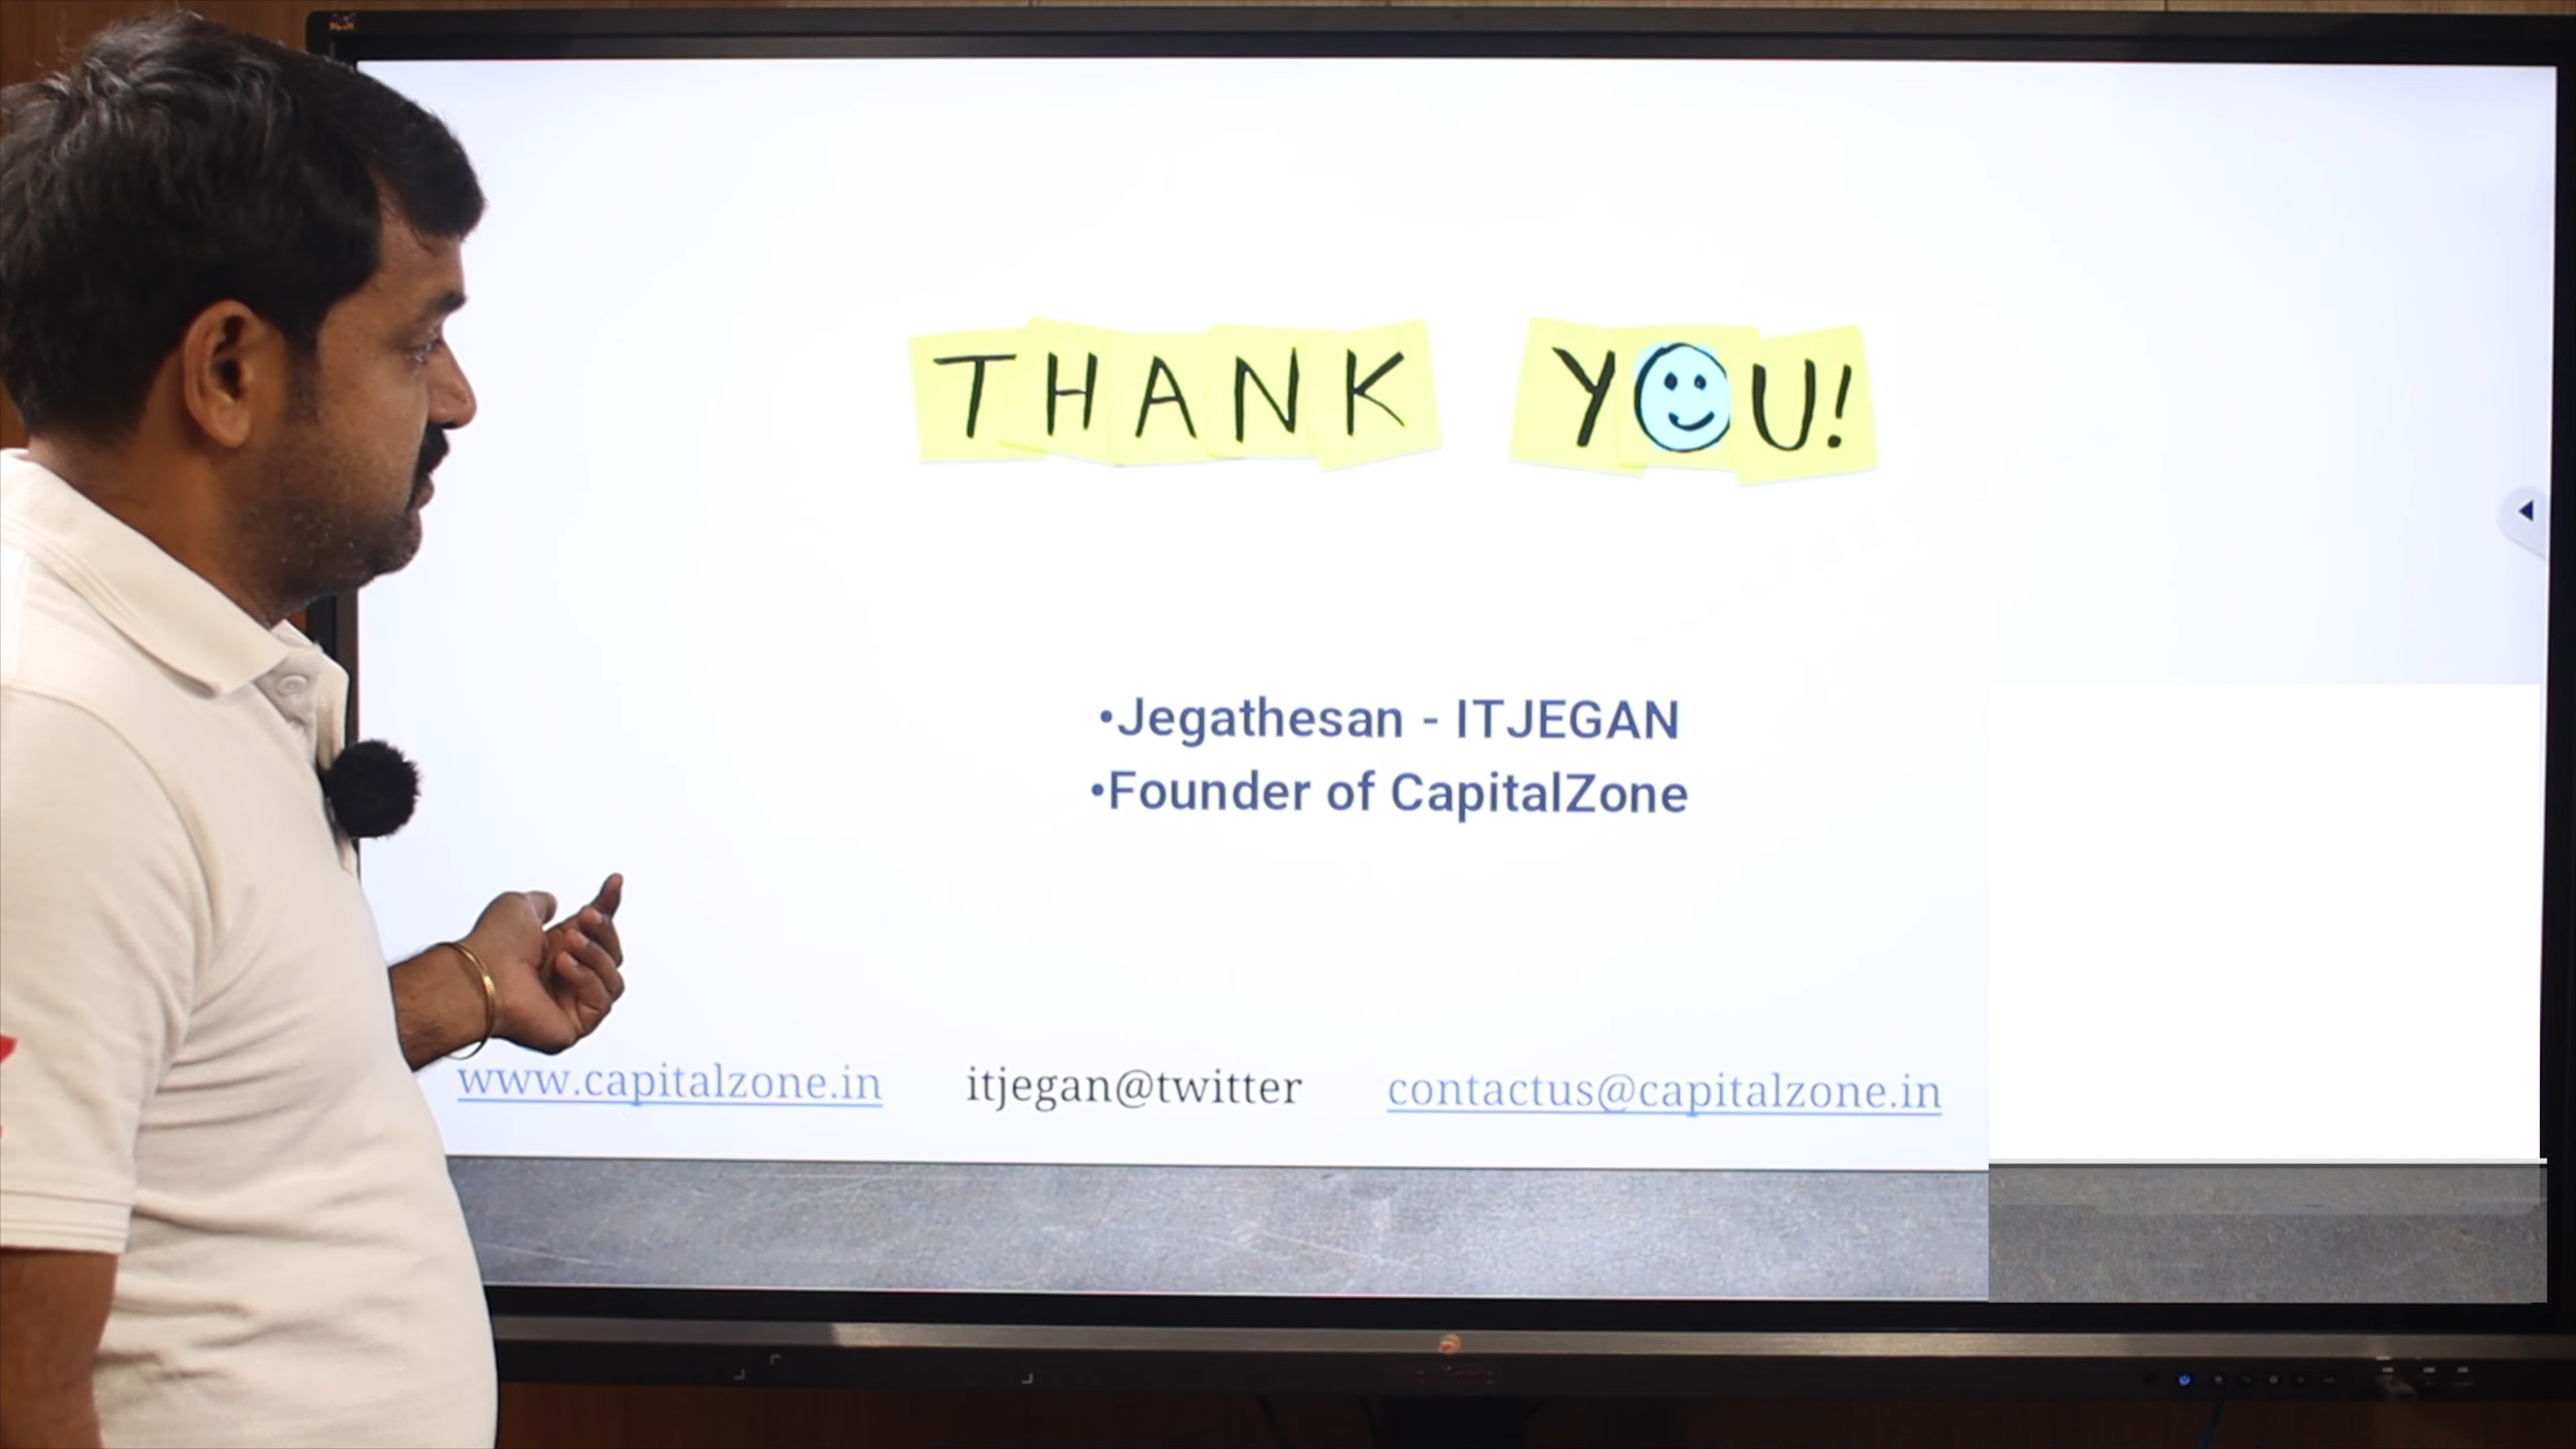 THANK YOU!
•Jegathesan - ITJEGAN
•Founder of CapitalZone
www.capitalzone.in itjegan@twitter contactus@capitalzone.in